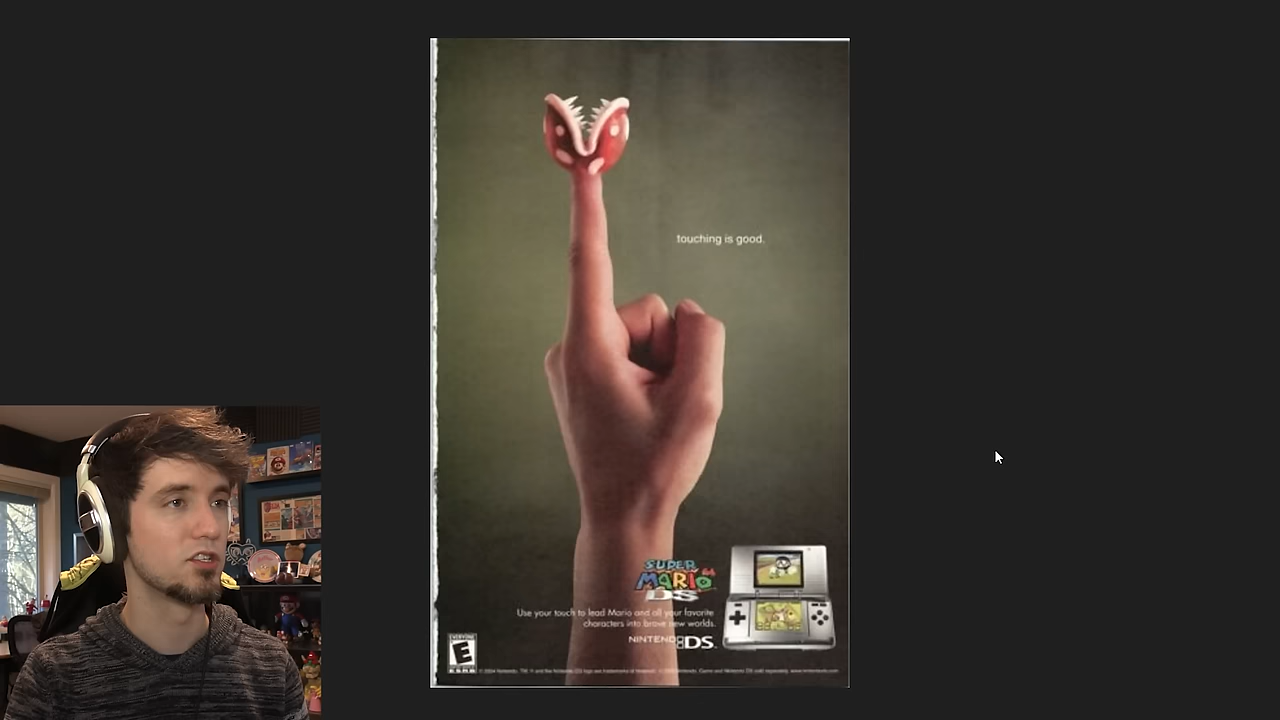 touching is good.
SUPER
MARIO 64
DS
Use your touch to lead Mario and all your favorite
characters into brave new worlds.
NINTENDO DS
EVERYONE
E
ESRB